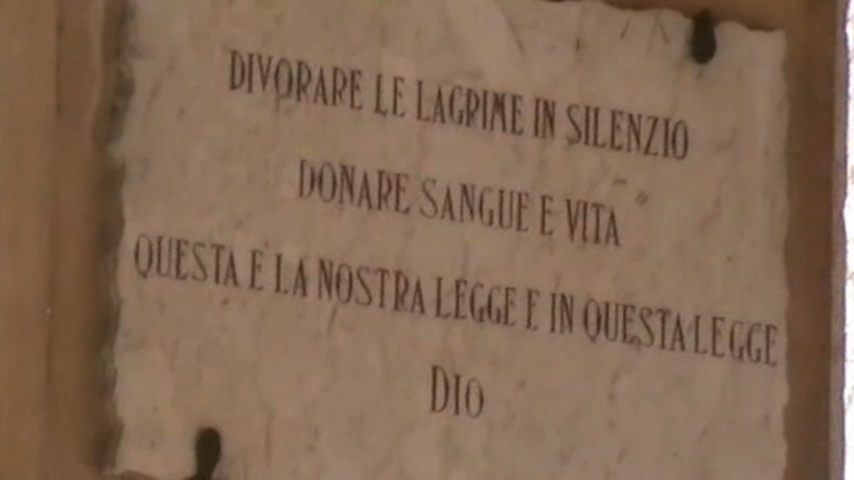 DIVORARE LE LAGRIME IN SILENZIO
DONARE SANGUE E VITA
QUESTA E LA NOSTRA LEGGE E IN QUESTA LEGGE
DIO